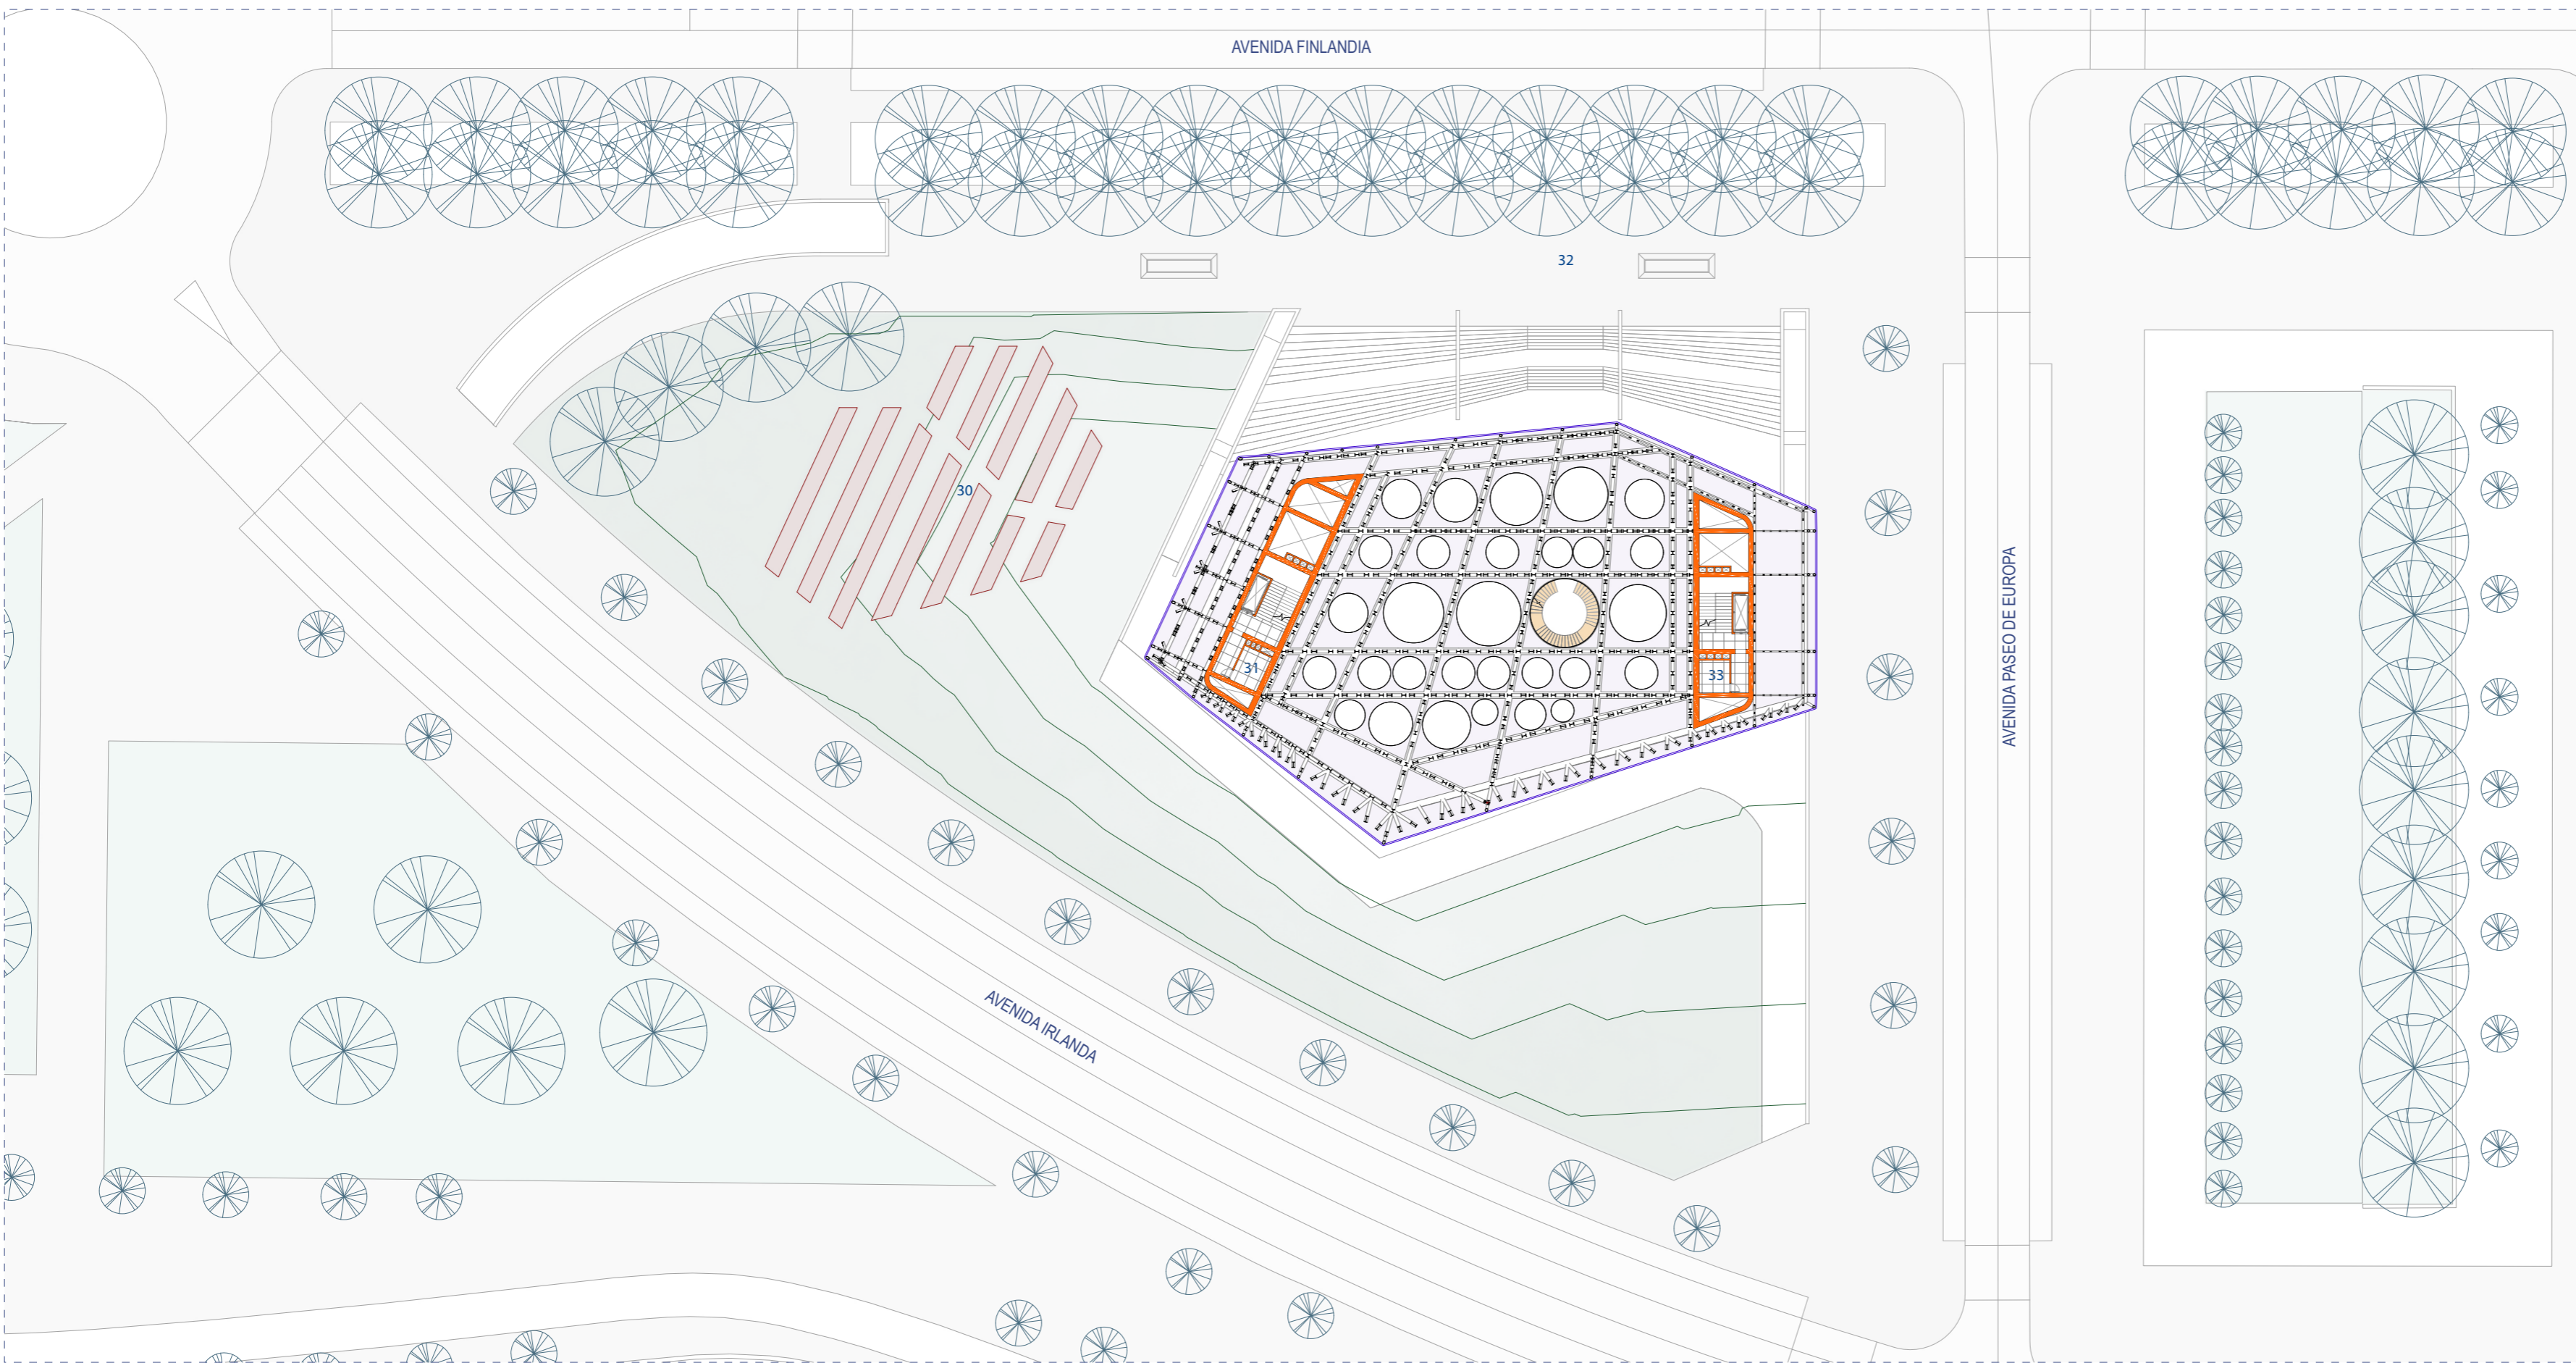 AVENIDA FINLANDIA
32
30
31
33
AVENIDA PASEO DE EUROPA
AVENIDA IRLANDA